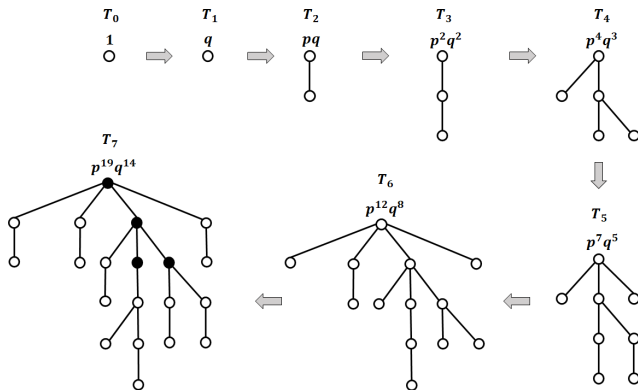 T₀
1
T₁
q
T₂
pq
T₃
p²q²
T₄
p⁴q³
T₅
p⁷q⁵
T₆
p¹²q⁸
T₇
p¹⁹q¹⁴